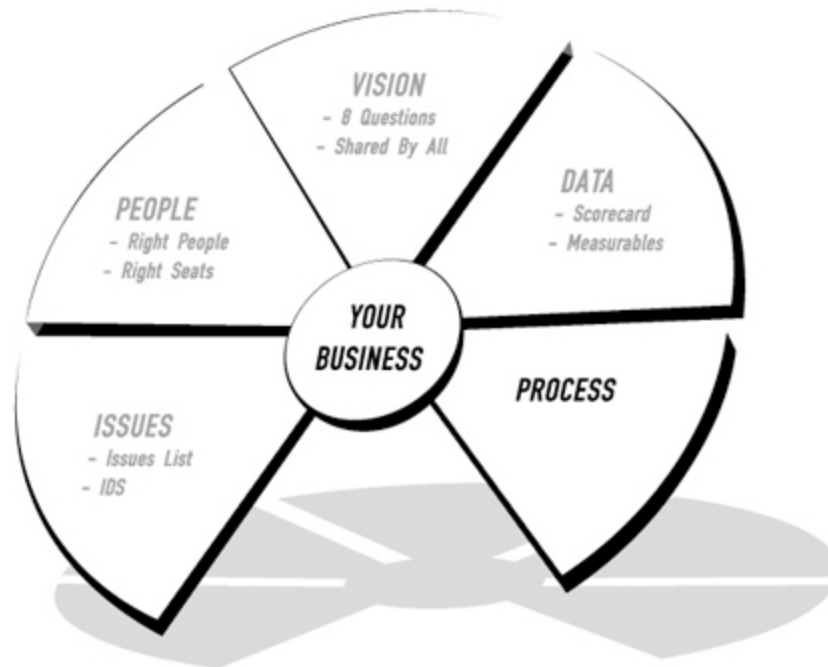 VISION
- 8 Questions
- Shared By All
DATA
- Scorecard
- Measurables
PEOPLE
- Right People
- Right Seats
YOUR
BUSINESS
PROCESS
ISSUES
- Issues List
- IDS